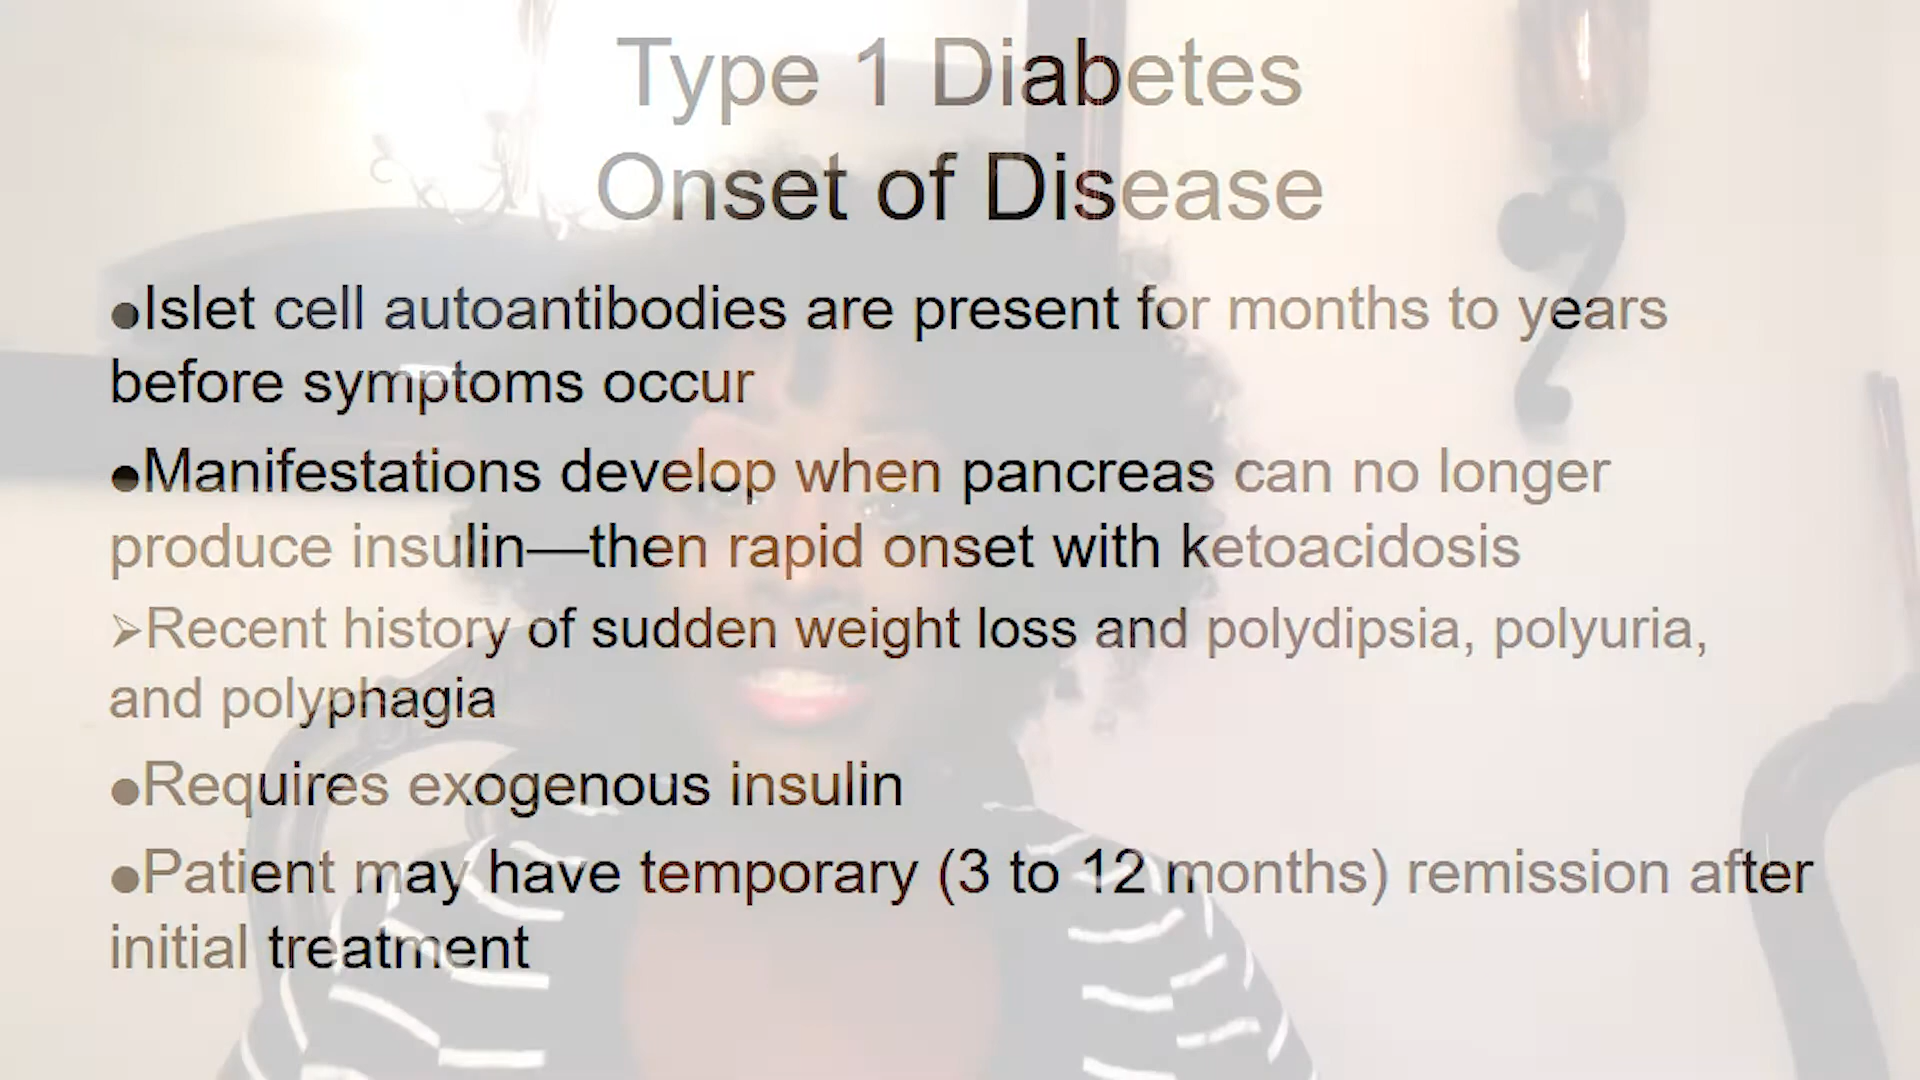 Type 1 Diabetes
Onset of Disease
●Islet cell autoantibodies are present for months to years
before symptoms occur
●Manifestations develop when pancreas can no longer
produce insulin—then rapid onset with ketoacidosis
➢Recent history of sudden weight loss and polydipsia, polyuria,
and polyphagia
●Requires exogenous insulin
●Patient may have temporary (3 to 12 months) remission after
initial treatment